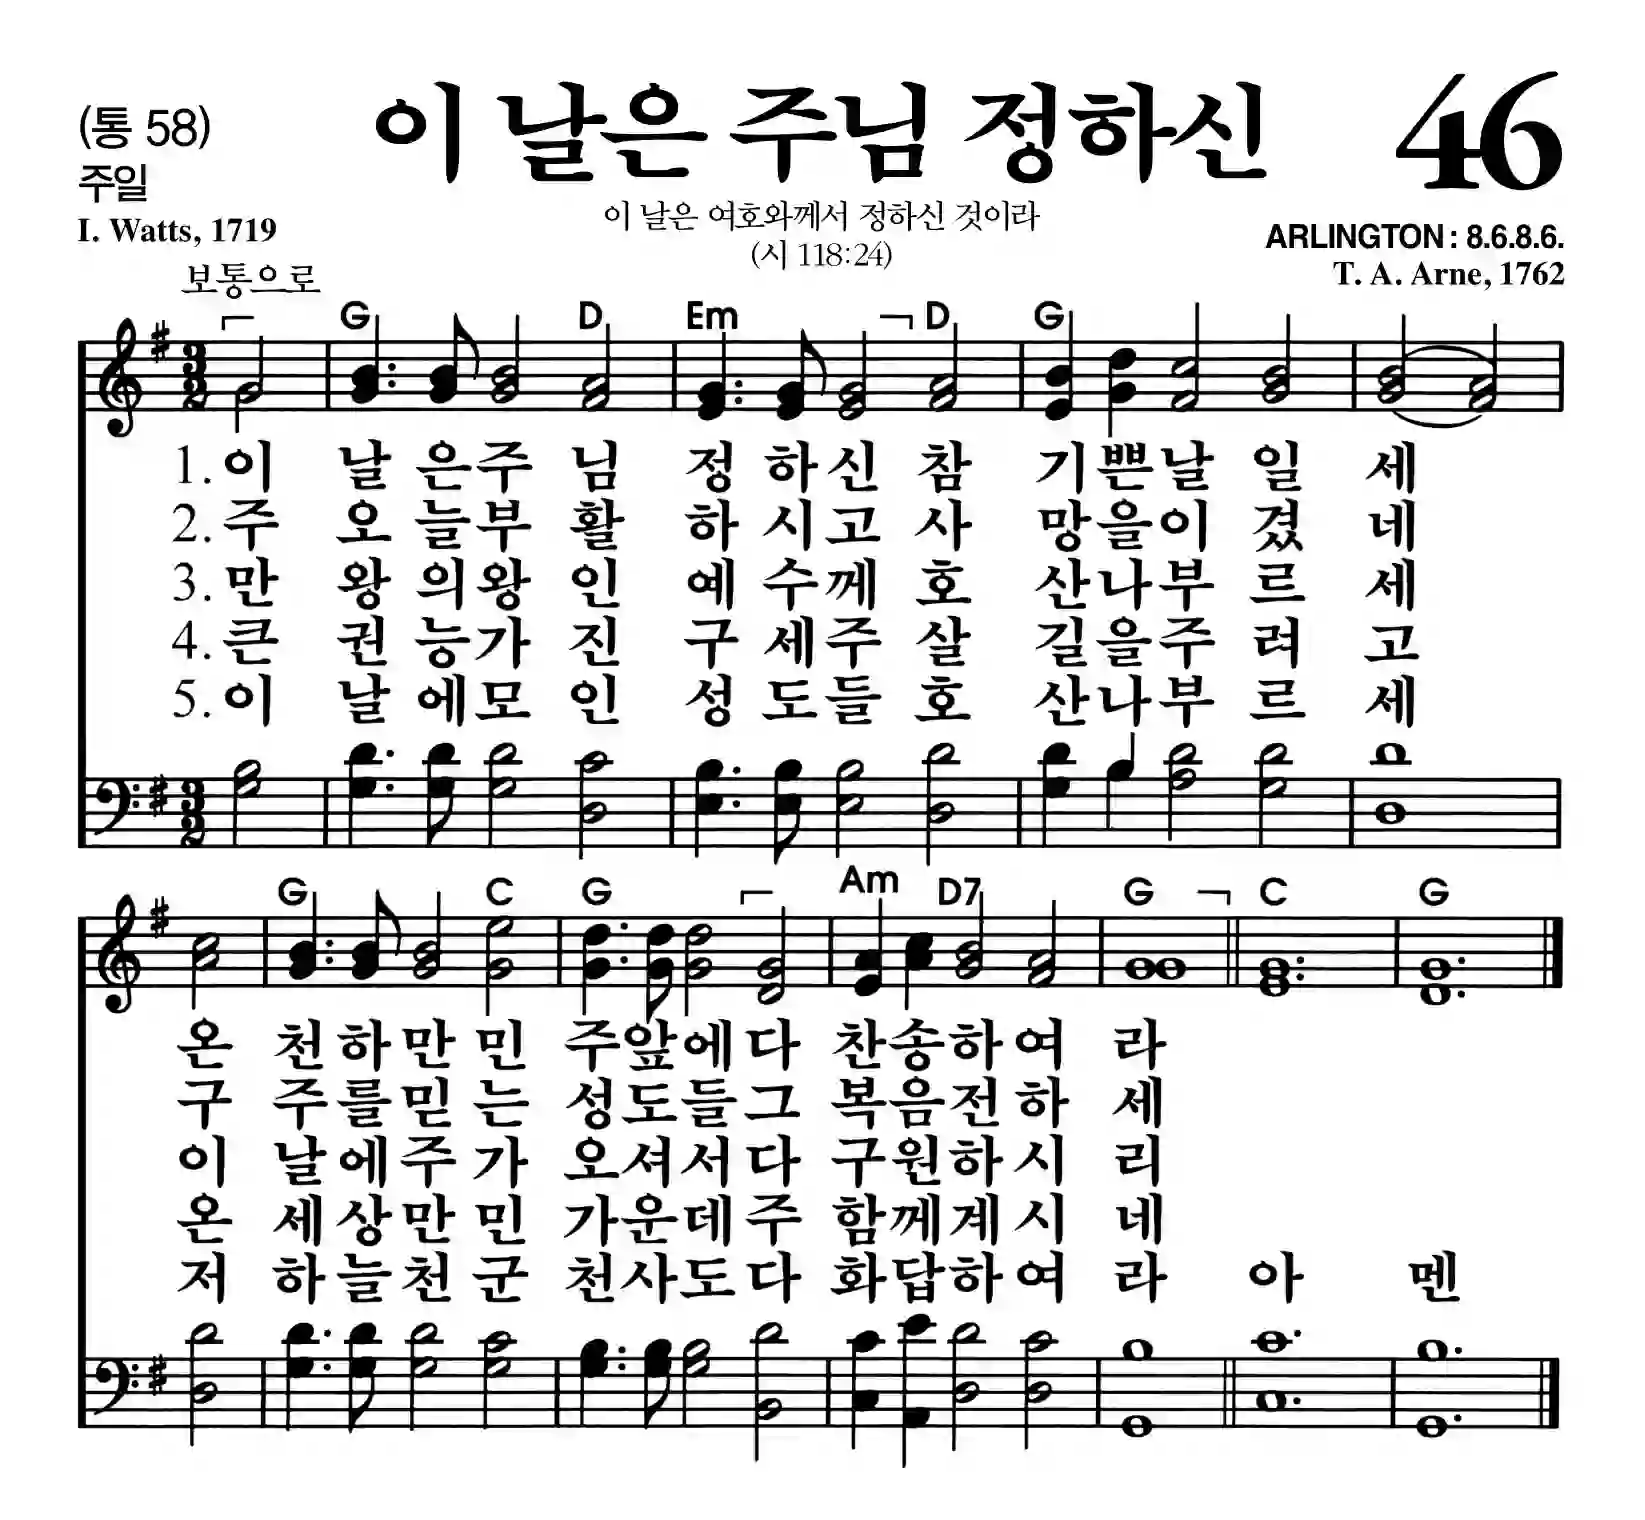 (통 58)
이 날은 주님 정하신
46
주일
이 날은 여호와께서 정하신 것이라
I. Watts, 1719
ARLINGTON : 8.6.8.6.
(시 118:24)
T. A. Arne, 1762
보통으로
G D Em D G
3 2
1. 이 날 은 주 님 정 하 신 참 기 쁜 날 일 세
2. 주 오 늘 부 활 하 시 고 사 망 을 이 겼 네
3. 만 왕 의 왕 인 예 수 께 호 산 나 부 르 세
4. 큰 권 능 가 진 구 세 주 살 길 을 주 려 고
5. 이 날 에 모 인 성 도 들 호 산 나 부 르 세
3 2
G C G Am D7 G C G
온 천 하 만 민 주 앞 에 다 찬 송 하 여 라
구 주 를 믿 는 성 도 들 그 복 음 전 하 세
이 날 에 주 가 오 셔 서 다 구 원 하 시 리
온 세 상 만 민 가 운 데 주 함 께 계 시 네
저 하 늘 천 군 천 사 도 다 화 답 하 여 라 아 멘